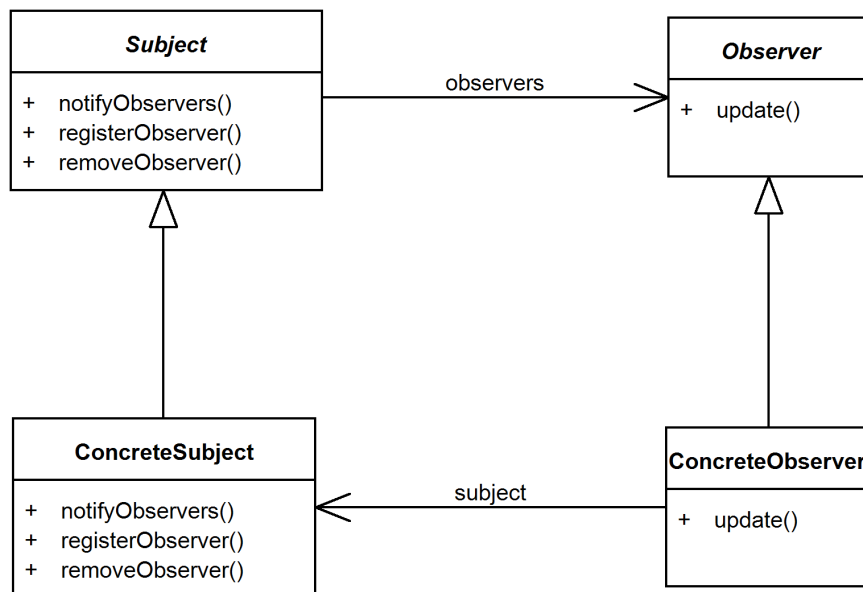 Subject
+ notifyObservers()
+ registerObserver()
+ removeObserver()
observers
Observer
+ update()
ConcreteSubject
+ notifyObservers()
+ registerObserver()
+ removeObserver()
subject
ConcreteObserver
+ update()